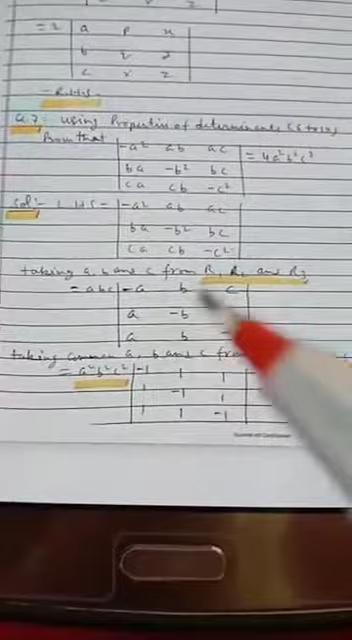 = 2 | a p x |
| b q y |
| c r z |
= R.H.S
Q.7: using Properties of determinants
Prove that | -a² ab ac | = 4a²b²c²
| ba -b² bc |
| ca cb -c² |
Sol:- L.H.S = | -a² ab ac |
| ba -b² bc |
| ca cb -c² |
taking a, b and c from R₁, R₂ and R₃
= abc | -a b c |
| a -b
| a b
taking common a, b and c from
= a²b²c² | -1 1 1 |
| 1 -1 1 |
| 1 1 -1 |